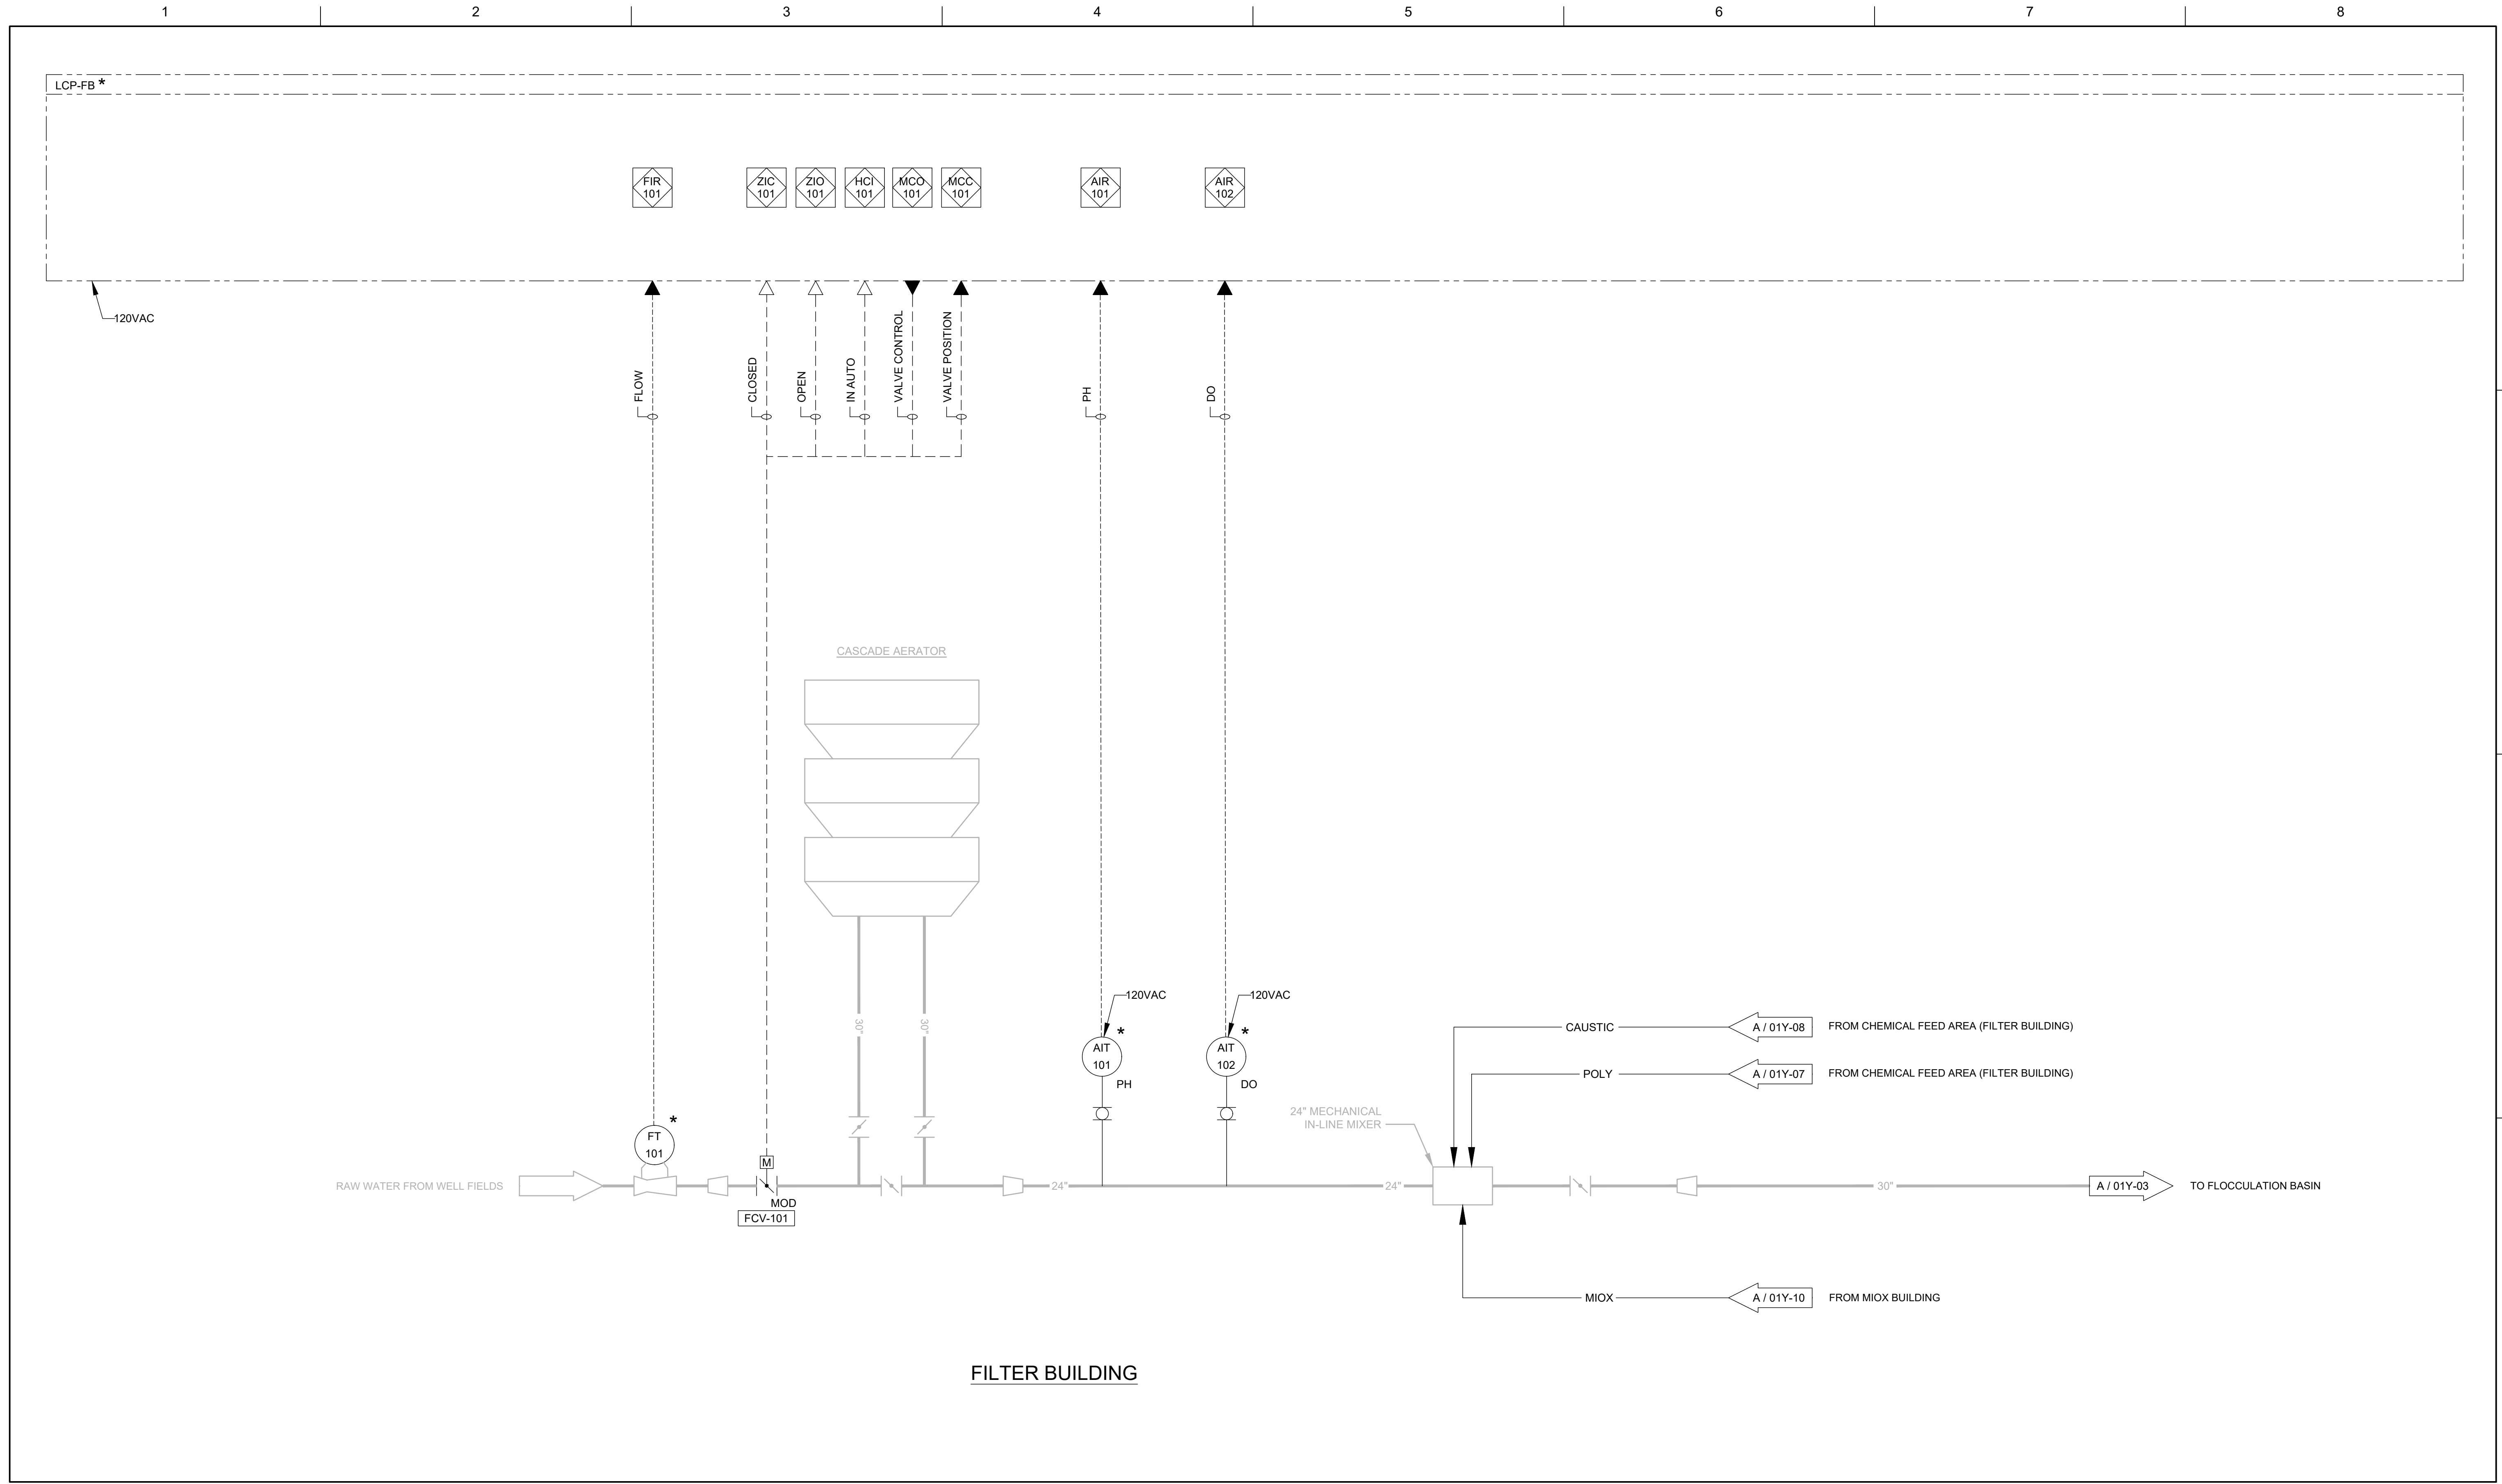 1 2 3 4 5 6 7 8
LCP-FB *
FIR
101
ZIC
101
ZIO
101
HCI
101
MCO
101
MCC
101
AIR
101
AIR
102
120VAC
FLOW
CLOSED
OPEN
IN AUTO
VALVE CONTROL
VALVE POSITION
PH
DO
CASCADE AERATOR
30"
30"
120VAC
*
AIT
101
PH
120VAC
*
AIT
102
DO
CAUSTIC
A / 01Y-08
FROM CHEMICAL FEED AREA (FILTER BUILDING)
POLY
A / 01Y-07
FROM CHEMICAL FEED AREA (FILTER BUILDING)
24" MECHANICAL
IN-LINE MIXER
*
FT
101
M
RAW WATER FROM WELL FIELDS
MOD
FCV-101
24"
24"
30"
A / 01Y-03
TO FLOCCULATION BASIN
MIOX
A / 01Y-10
FROM MIOX BUILDING
FILTER BUILDING